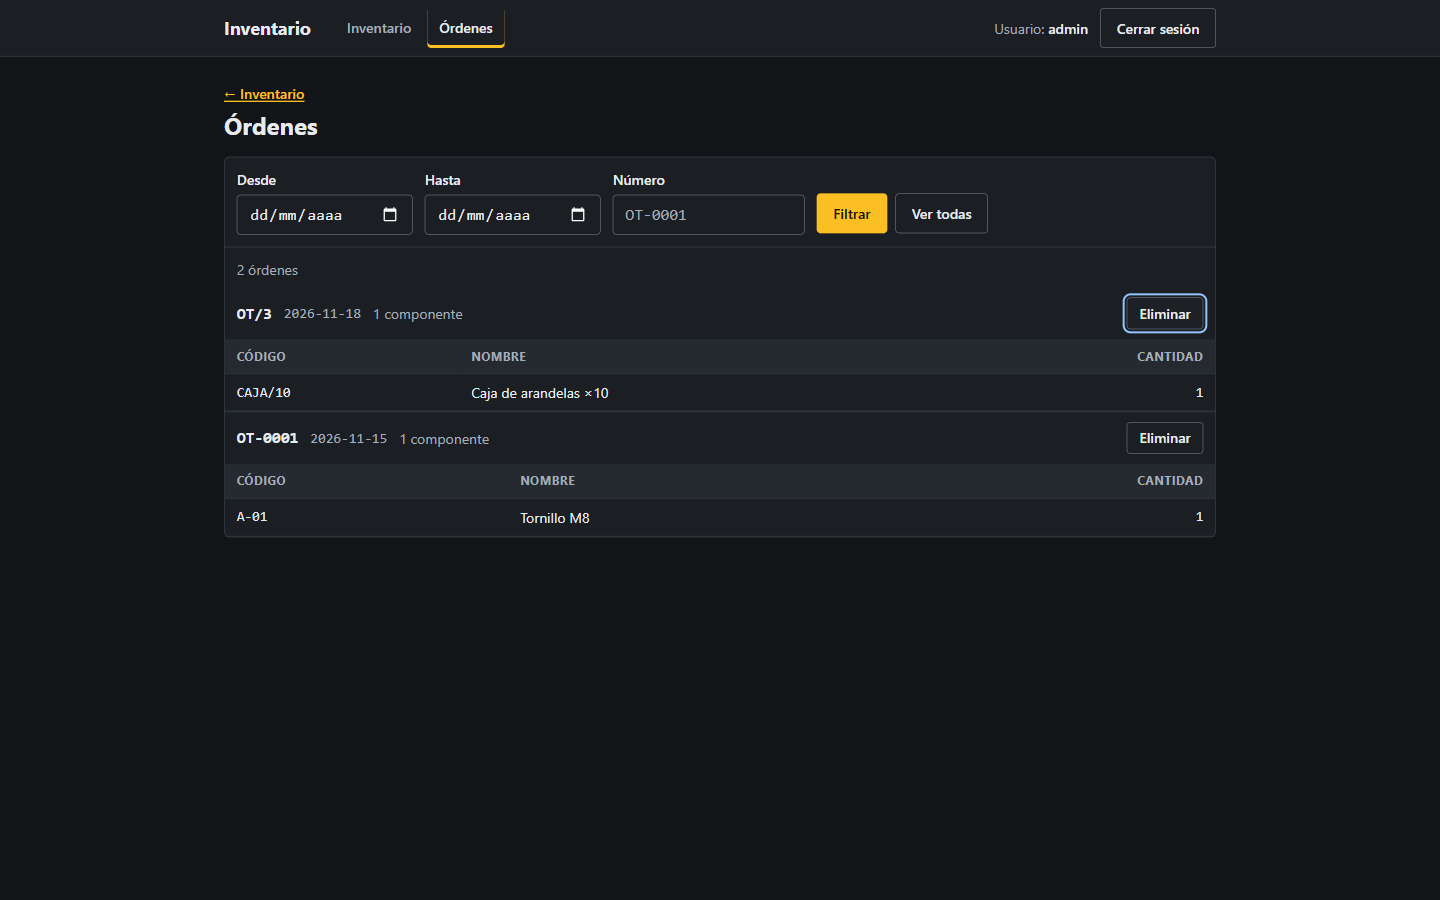 Inventario Inventario Órdenes Usuario: admin Cerrar sesión
← Inventario
Órdenes
Desde Hasta Número
dd/mm/aaaa dd/mm/aaaa OT-0001 Filtrar Ver todas
2 órdenes
OT/3 2026-11-18 1 componente Eliminar
CÓDIGO NOMBRE CANTIDAD
CAJA/10 Caja de arandelas ×10 1
OT-0001 2026-11-15 1 componente Eliminar
CÓDIGO NOMBRE CANTIDAD
A-01 Tornillo M8 1